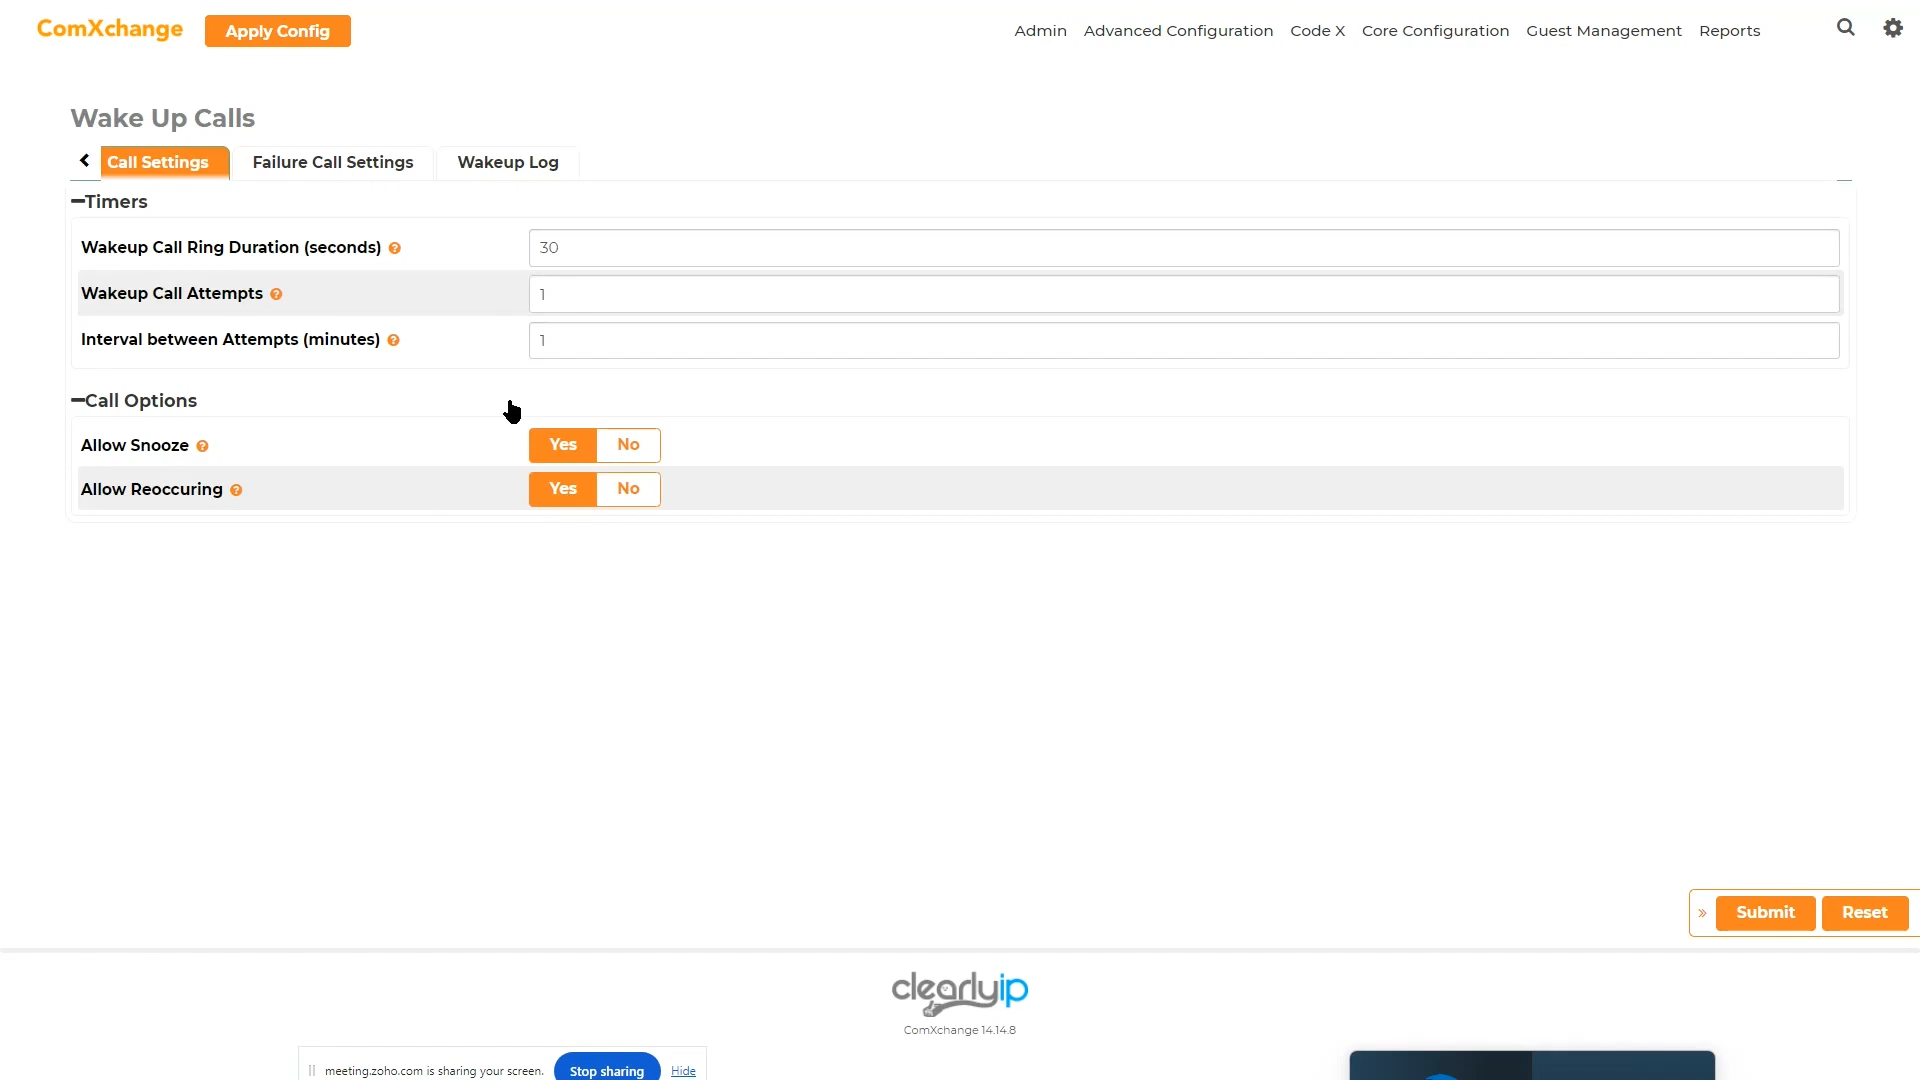 ComXchange
Apply Config
Admin
Advanced Configuration
Code X
Core Configuration
Guest Management
Reports
Wake Up Calls
Call Settings
Failure Call Settings
Wakeup Log
Timers
Wakeup Call Ring Duration (seconds)
30
Wakeup Call Attempts
1
Interval between Attempts (minutes)
1
Call Options
Allow Snooze
Yes
No
Allow Reoccuring
Yes
No
»
Submit
Reset
clearlyip
ComXchange 14.14.8
meeting.zoho.com is sharing your screen.
Stop sharing
Hide